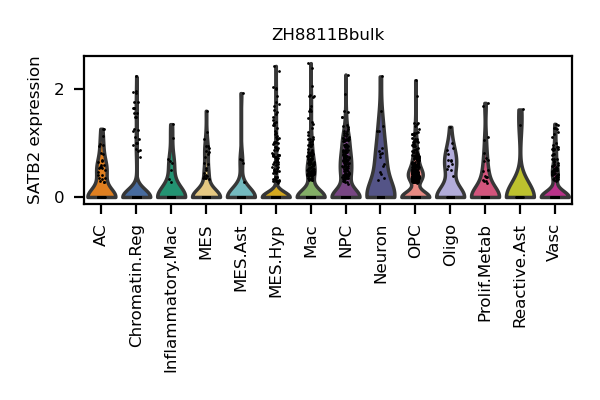 ZH8811Bbulk
SATB2 expression
2
0
AC
Chromatin.Reg
Inflammatory.Mac
MES
MES.Ast
MES.Hyp
Mac
NPC
Neuron
OPC
Oligo
Prolif.Metab
Reactive.Ast
Vasc